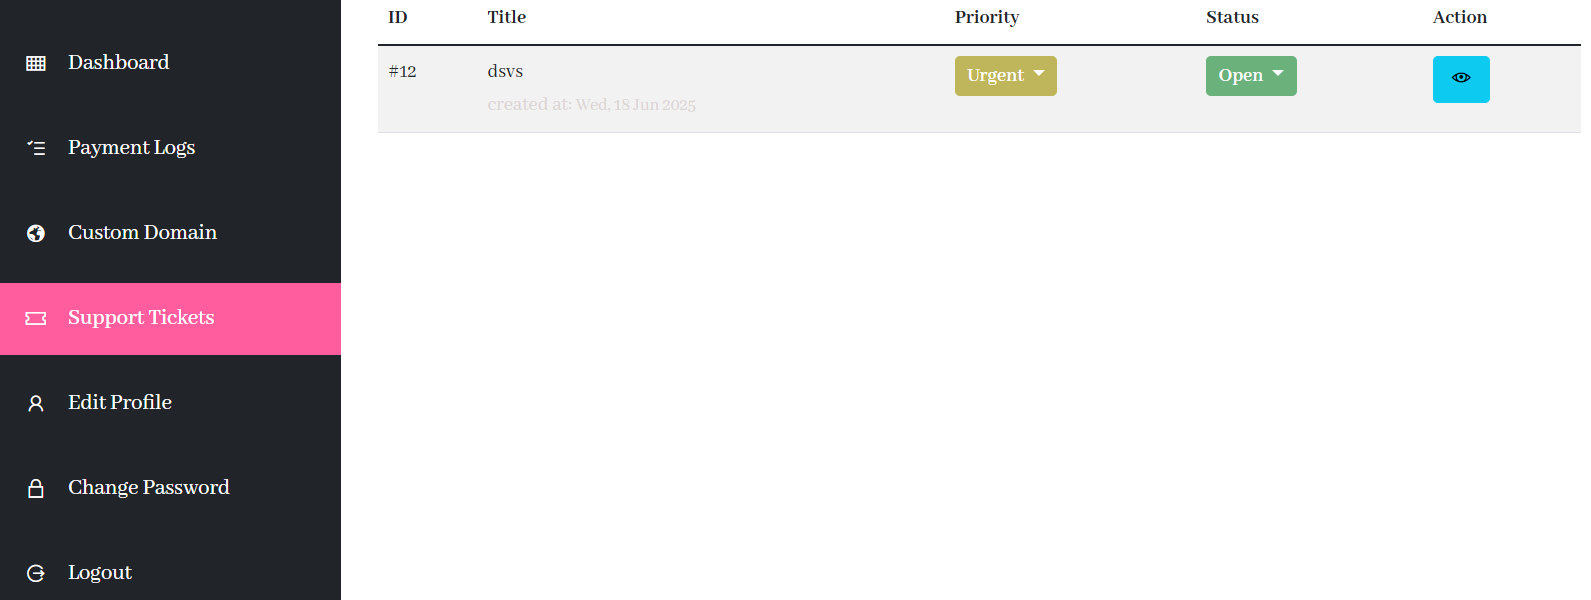 Dashboard
Payment Logs
Custom Domain
Support Tickets
Edit Profile
Change Password
Logout
ID Title Priority Status Action
#12 dsvs Urgent Open
created at: Wed, 18 Jun 2025